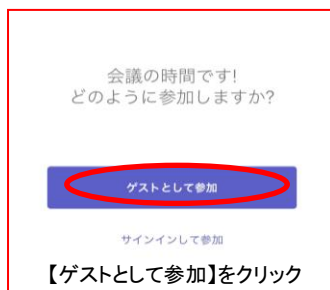 会議の時間です!
どのように参加しますか?
ゲストとして参加
サインインして参加
【ゲストとして参加】をクリック